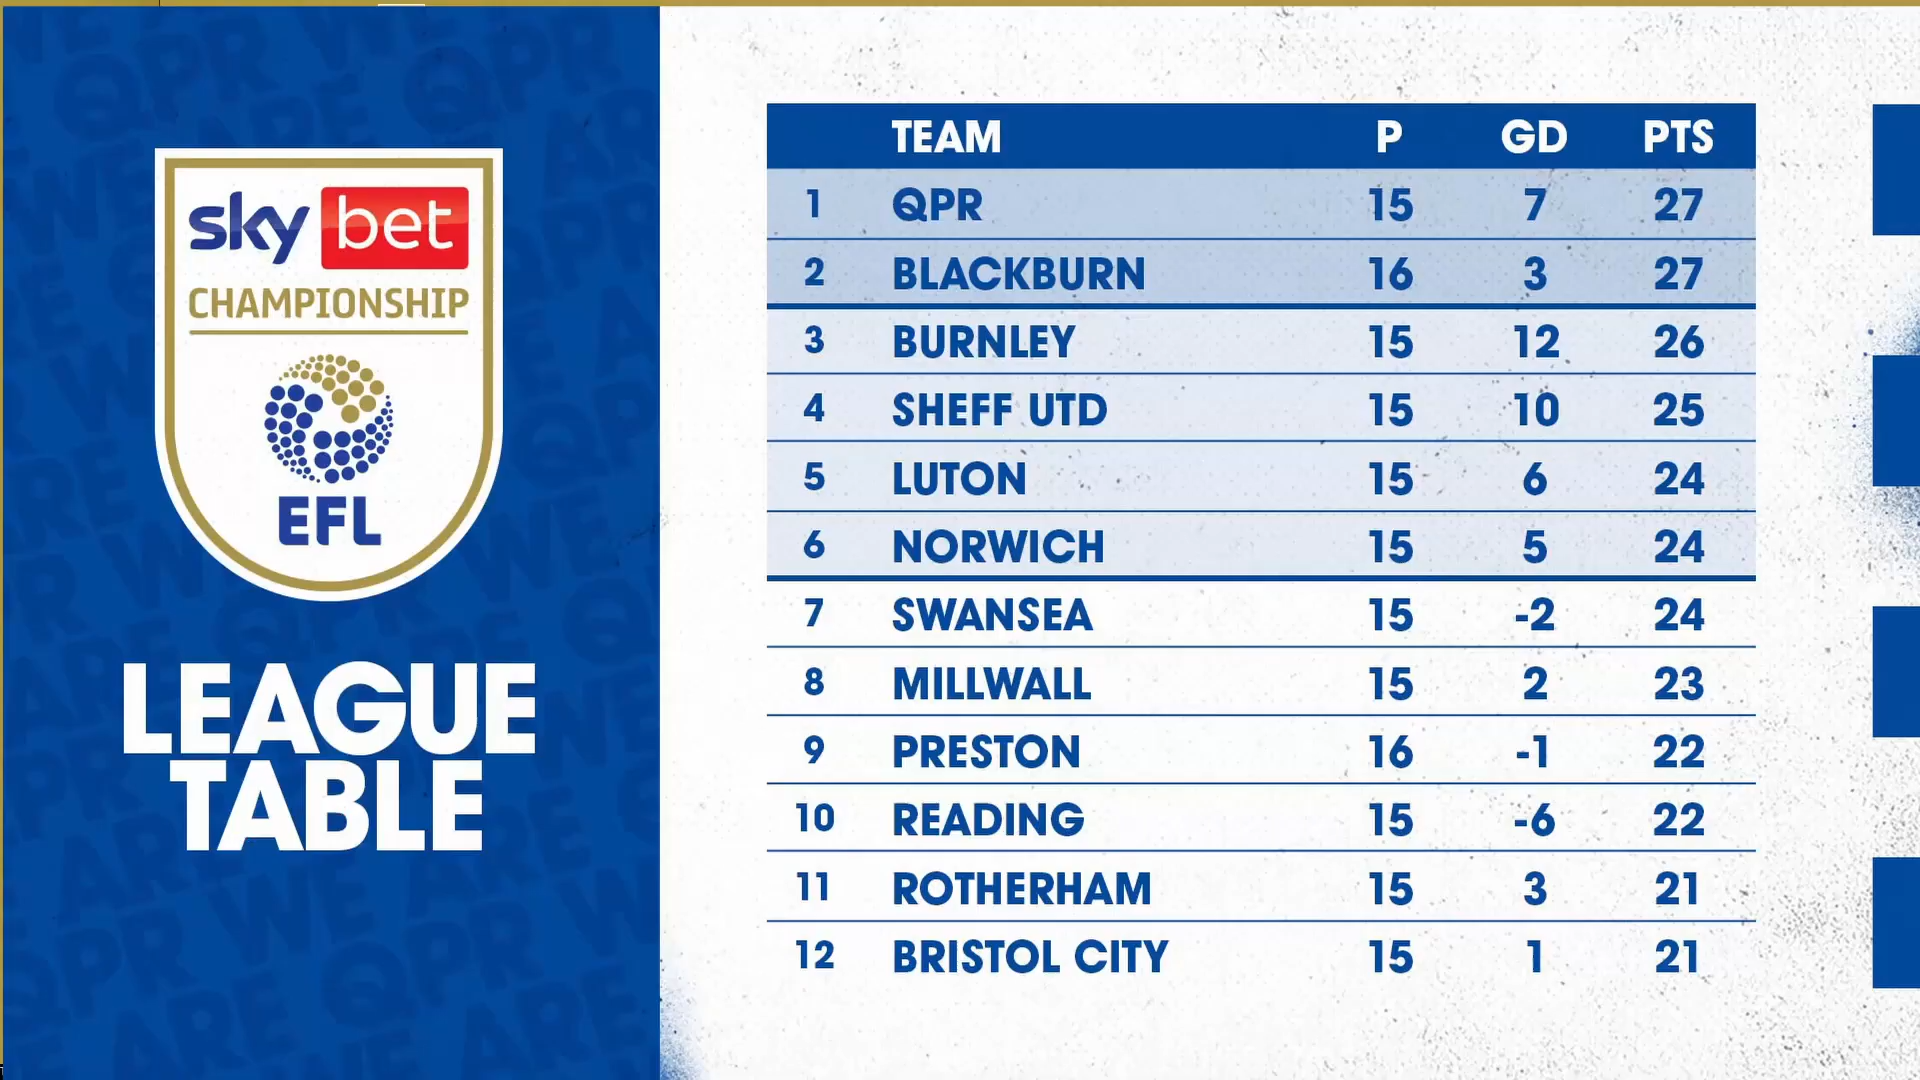 sky bet
CHAMPIONSHIP
EFL
LEAGUE
TABLE
TEAM P GD PTS
1 QPR 15 7 27
2 BLACKBURN 16 3 27
3 BURNLEY 15 12 26
4 SHEFF UTD 15 10 25
5 LUTON 15 6 24
6 NORWICH 15 5 24
7 SWANSEA 15 -2 24
8 MILLWALL 15 2 23
9 PRESTON 16 -1 22
10 READING 15 -6 22
11 ROTHERHAM 15 3 21
12 BRISTOL CITY 15 1 21